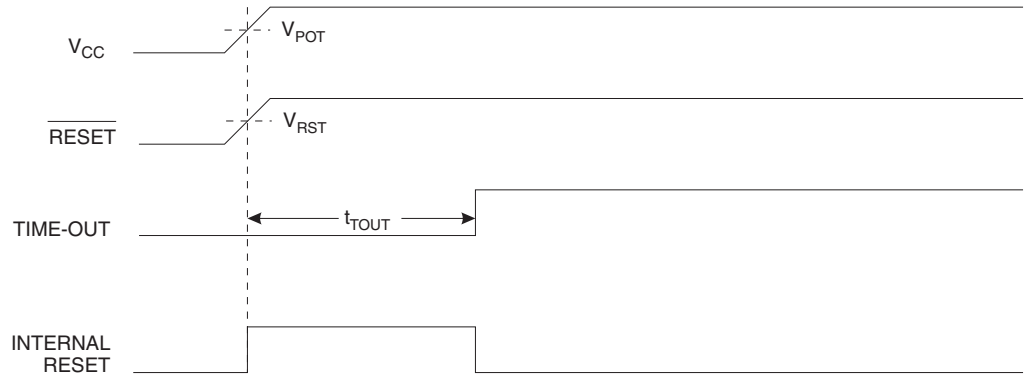 VCC
VPOT
RESET
VRST
TIME-OUT
tTOUT
INTERNAL
RESET